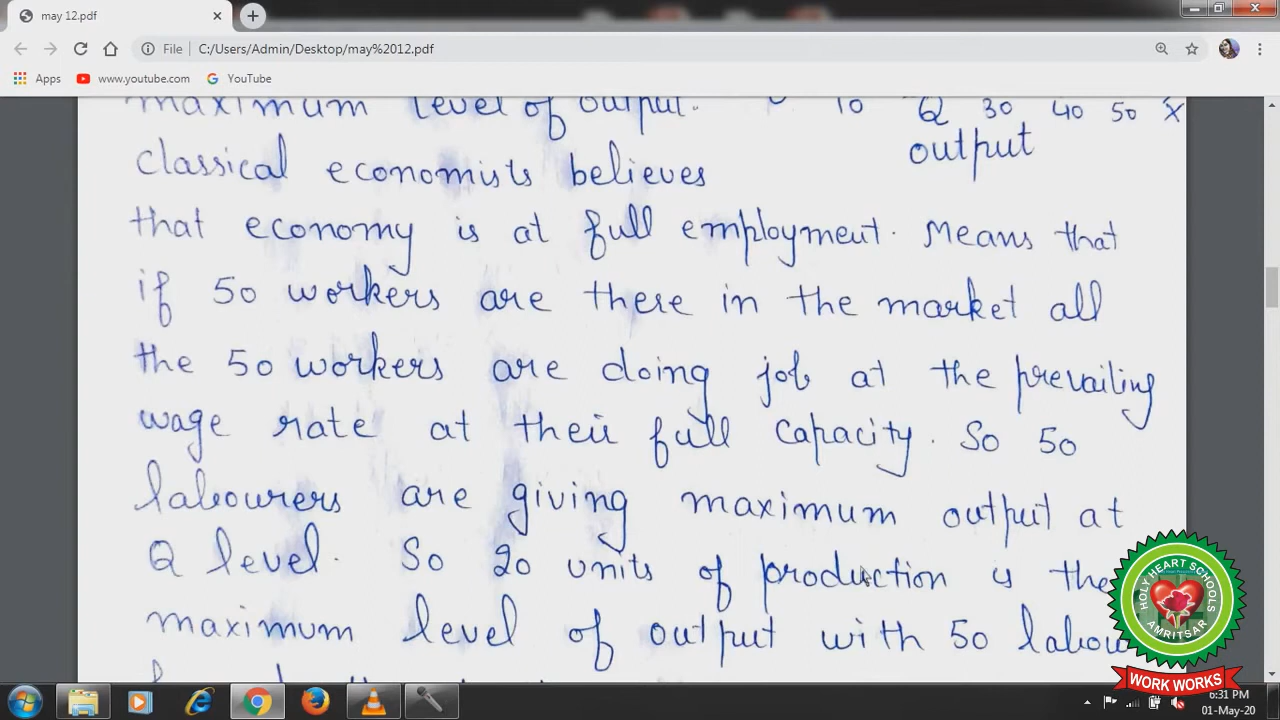 may 12.pdf
File C:/Users/Admin/Desktop/may%2012.pdf
Apps www.youtube.com YouTube
maximum level of output. 10 Q 30 40 50 X
output
classical economists believes
that economy is at full employment. Means that
if 50 workers are these in the market all
the 50 workers are doing job at the prevailing
wage rate at their full capacity. So 50
labourers are giving maximum output at
Q level. So 20 units of production is the
maximum level of output with 50 labou
HOLY HEART SCHOOLS
AMRITSAR
WORK WORKS
6:31 PM
01-May-20